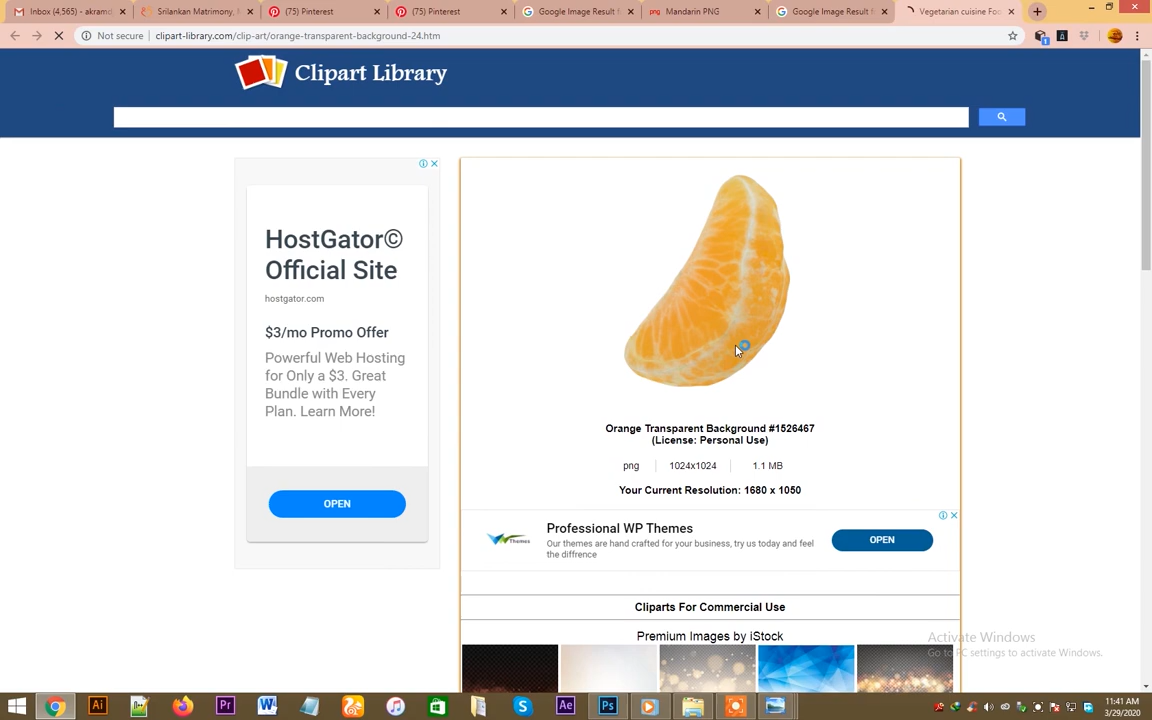 Inbox (4,565) - akramd
Srilankan Matrimony, M
(75) Pinterest
(75) Pinterest
Google Image Result f
png Mandarin PNG
Google Image Result f
Vegetarian cuisine Foo
Not secure | clipart-library.com/clip-art/orange-transparent-background-24.htm
Clipart Library
HostGator©
Official Site
hostgator.com
$3/mo Promo Offer
Powerful Web Hosting
for Only a $3. Great
Bundle with Every
Plan. Learn More!
OPEN
Orange Transparent Background #1526467
(License: Personal Use)
png | 1024x1024 | 1.1 MB
Your Current Resolution: 1680 x 1050
Themes
Professional WP Themes
Our themes are hand crafted for your business, try us today and feel
the diffrence
OPEN
Cliparts For Commercial Use
Premium Images by iStock
Activate Windows
Go to PC settings to activate Windows.
Ai
Pr
Ae
Ps
11:41 AM
3/29/2020